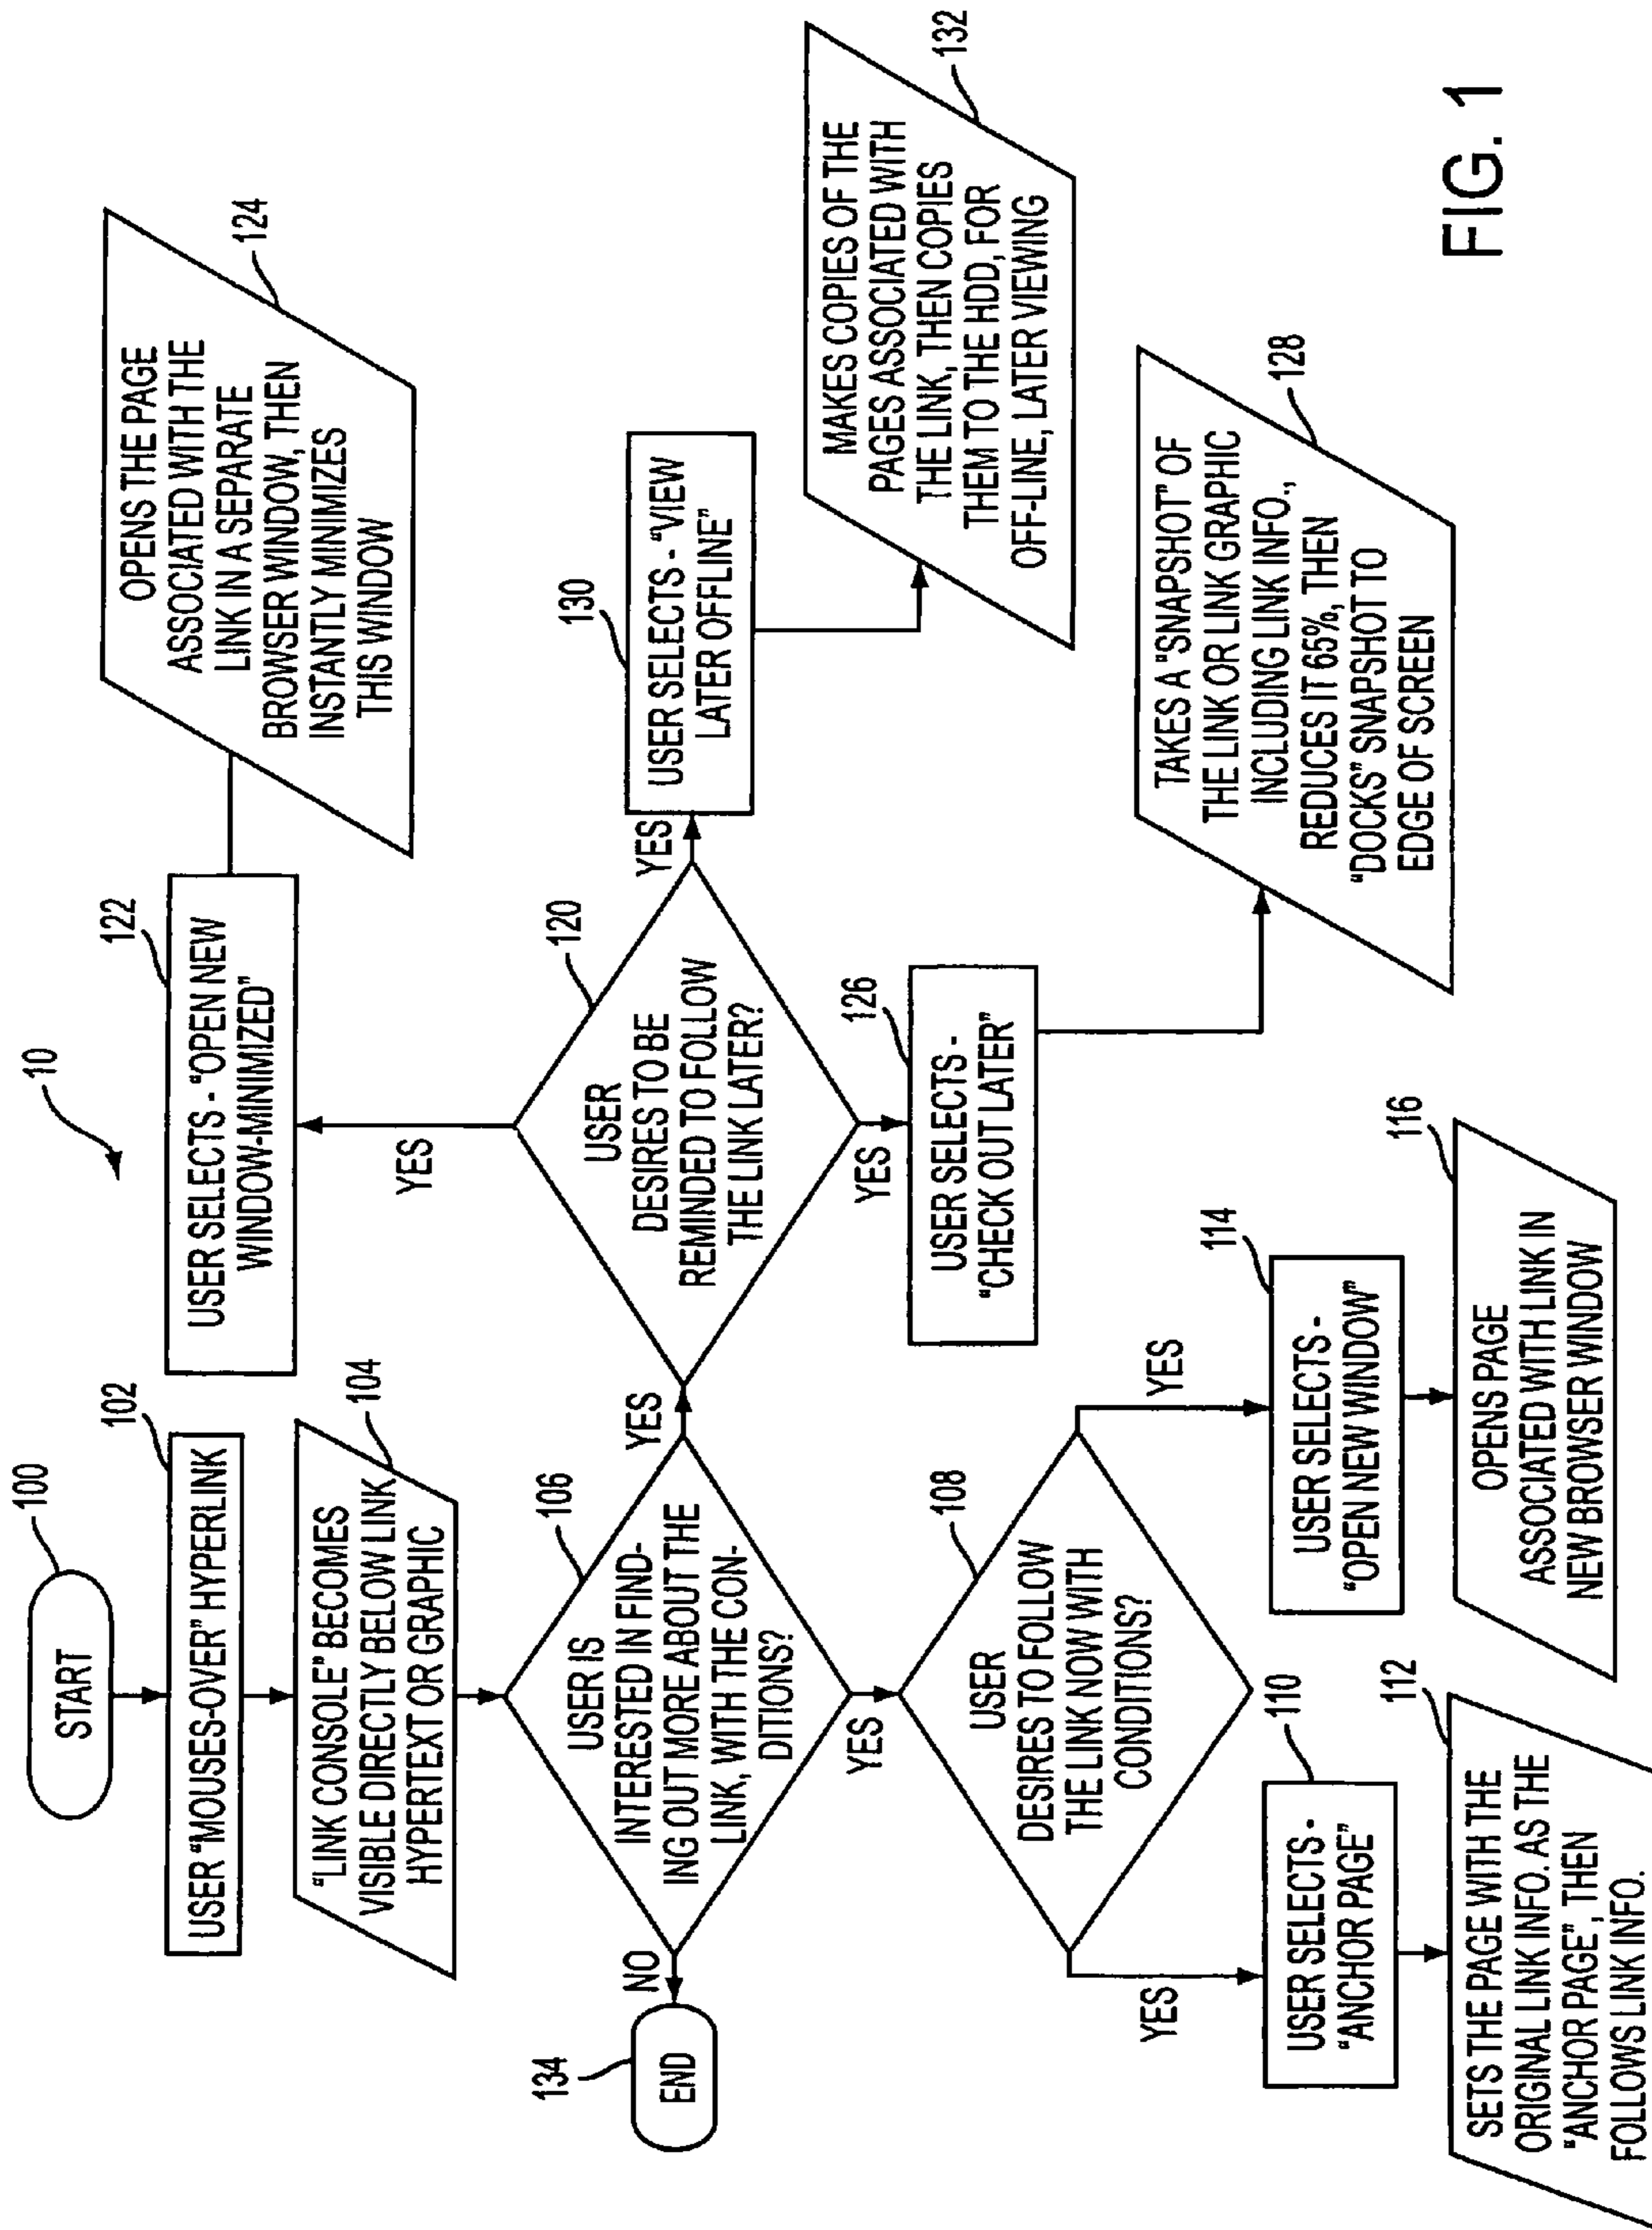 10
100
START
102
USER "MOUSES-OVER" HYPERLINK
104
"LINK CONSOLE" BECOMES
VISIBLE DIRECTLY BELOW LINK
HYPERTEXT OR GRAPHIC
106
USER IS
INTERESTED IN FIND-
ING OUT MORE ABOUT THE
LINK, WITH THE CON-
DITIONS?
NO
134
END
YES
YES
108
USER
DESIRES TO FOLLOW
THE LINK NOW WITH
CONDITIONS?
YES
110
USER SELECTS -
"ANCHOR PAGE"
112
SETS THE PAGE WITH THE
ORIGINAL LINK INFO. AS THE
"ANCHOR PAGE", THEN
FOLLOWS LINK INFO.
YES
114
USER SELECTS -
"OPEN NEW WINDOW"
116
OPENS PAGE
ASSOCIATED WITH LINK IN
NEW BROWSER WINDOW
120
USER
DESIRES TO BE
REMINDED TO FOLLOW
THE LINK LATER?
YES
122
USER SELECTS - "OPEN NEW
WINDOW-MINIMIZED"
124
OPENS THE PAGE
ASSOCIATED WITH THE
LINK IN A SEPARATE
BROWSER WINDOW, THEN
INSTANTLY MINIMIZES
THIS WINDOW
YES
126
USER SELECTS -
"CHECK OUT LATER"
128
TAKES A "SNAPSHOT" OF
THE LINK OR LINK GRAPHIC
INCLUDING LINK INFO.,
REDUCES IT 65%, THEN
"DOCKS" SNAPSHOT TO
EDGE OF SCREEN
YES
130
USER SELECTS - "VIEW
LATER OFFLINE"
132
MAKES COPIES OF THE
PAGES ASSOCIATED WITH
THE LINK, THEN COPIES
THEM TO THE HDD, FOR
OFF-LINE, LATER VIEWING
FIG. 1